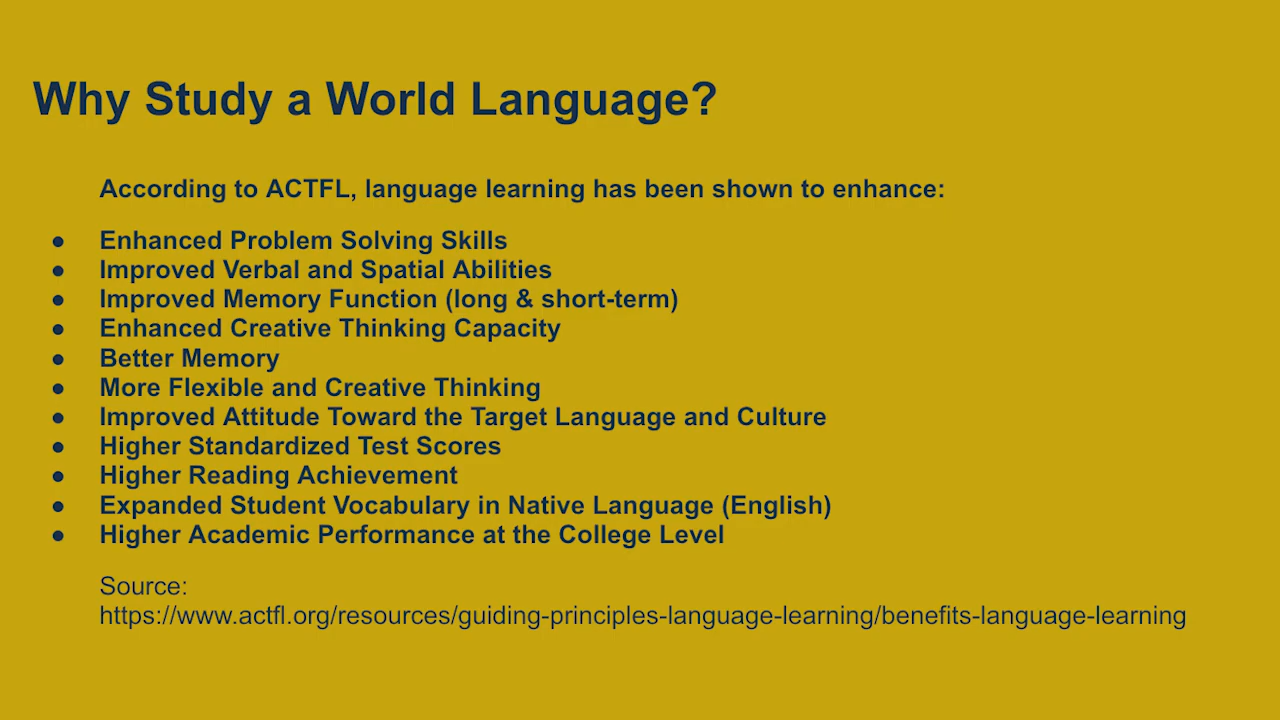 Why Study a World Language?
According to ACTFL, language learning has been shown to enhance:
● Enhanced Problem Solving Skills
● Improved Verbal and Spatial Abilities
● Improved Memory Function (long & short-term)
● Enhanced Creative Thinking Capacity
● Better Memory
● More Flexible and Creative Thinking
● Improved Attitude Toward the Target Language and Culture
● Higher Standardized Test Scores
● Higher Reading Achievement
● Expanded Student Vocabulary in Native Language (English)
● Higher Academic Performance at the College Level
Source:
https://www.actfl.org/resources/guiding-principles-language-learning/benefits-language-learning